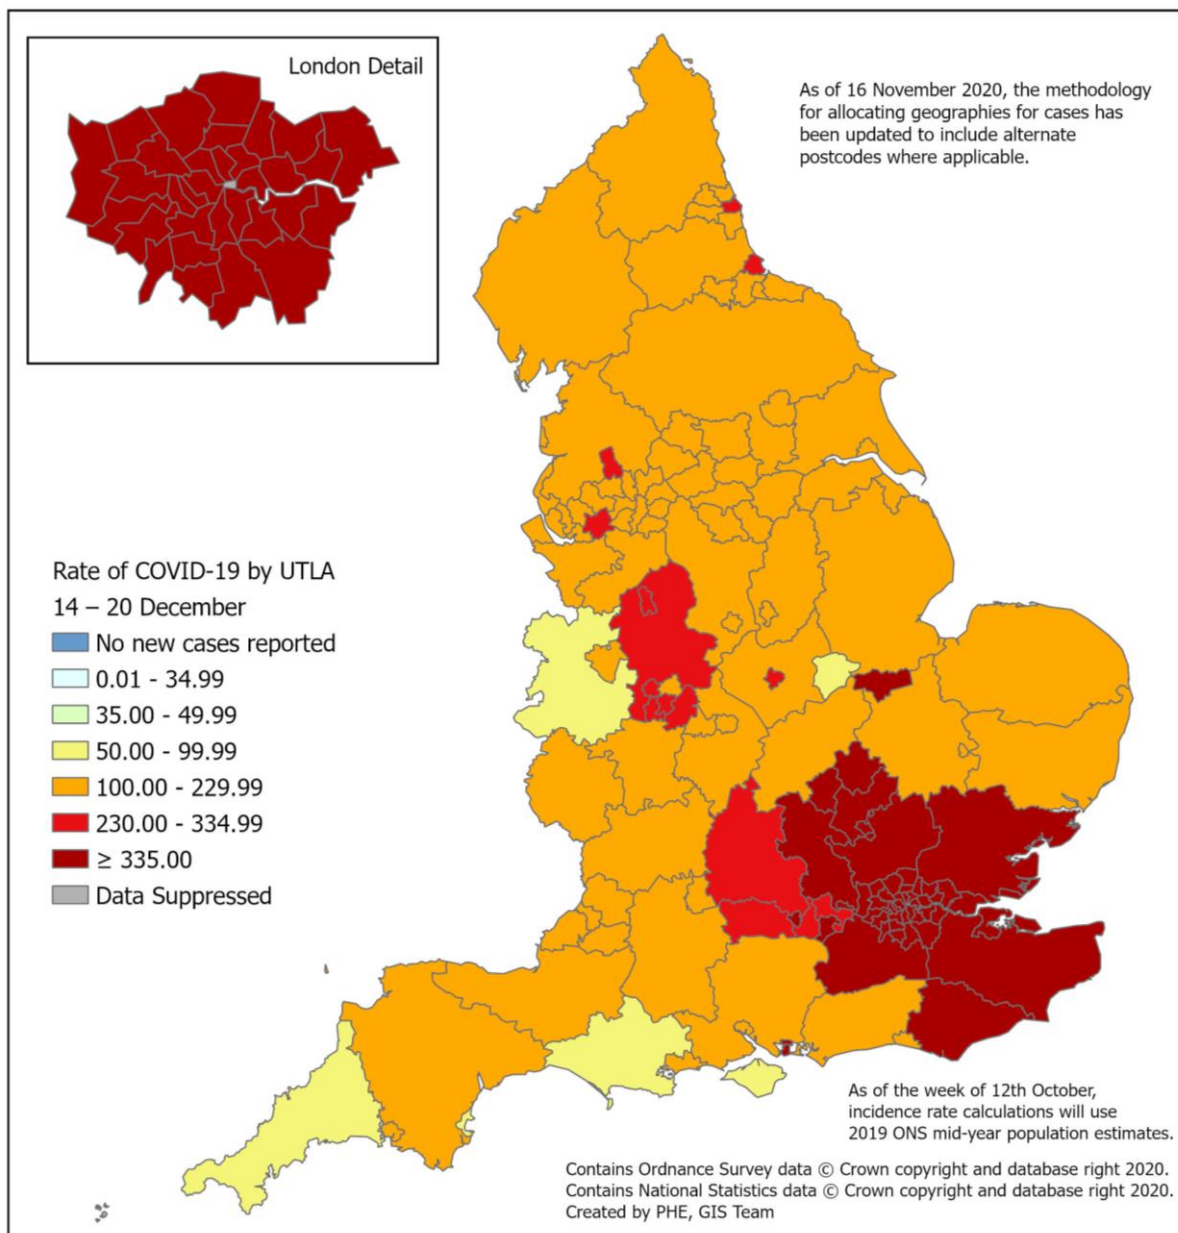 London Detail
As of 16 November 2020, the methodology
for allocating geographies for cases has
been updated to include alternate
postcodes where applicable.
Rate of COVID-19 by UTLA
14 – 20 December
No new cases reported
0.01 - 34.99
35.00 - 49.99
50.00 - 99.99
100.00 - 229.99
230.00 - 334.99
≥ 335.00
Data Suppressed
As of the week of 12th October,
incidence rate calculations will use
2019 ONS mid-year population estimates.
Contains Ordnance Survey data © Crown copyright and database right 2020.
Contains National Statistics data © Crown copyright and database right 2020.
Created by PHE, GIS Team